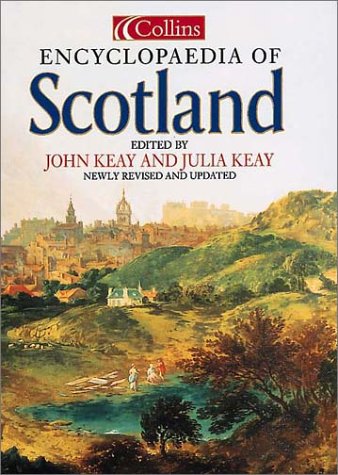 Collins
ENCYCLOPAEDIA OF
Scotland
EDITED BY
JOHN KEAY AND JULIA KEAY
NEWLY REVISED AND UPDATED